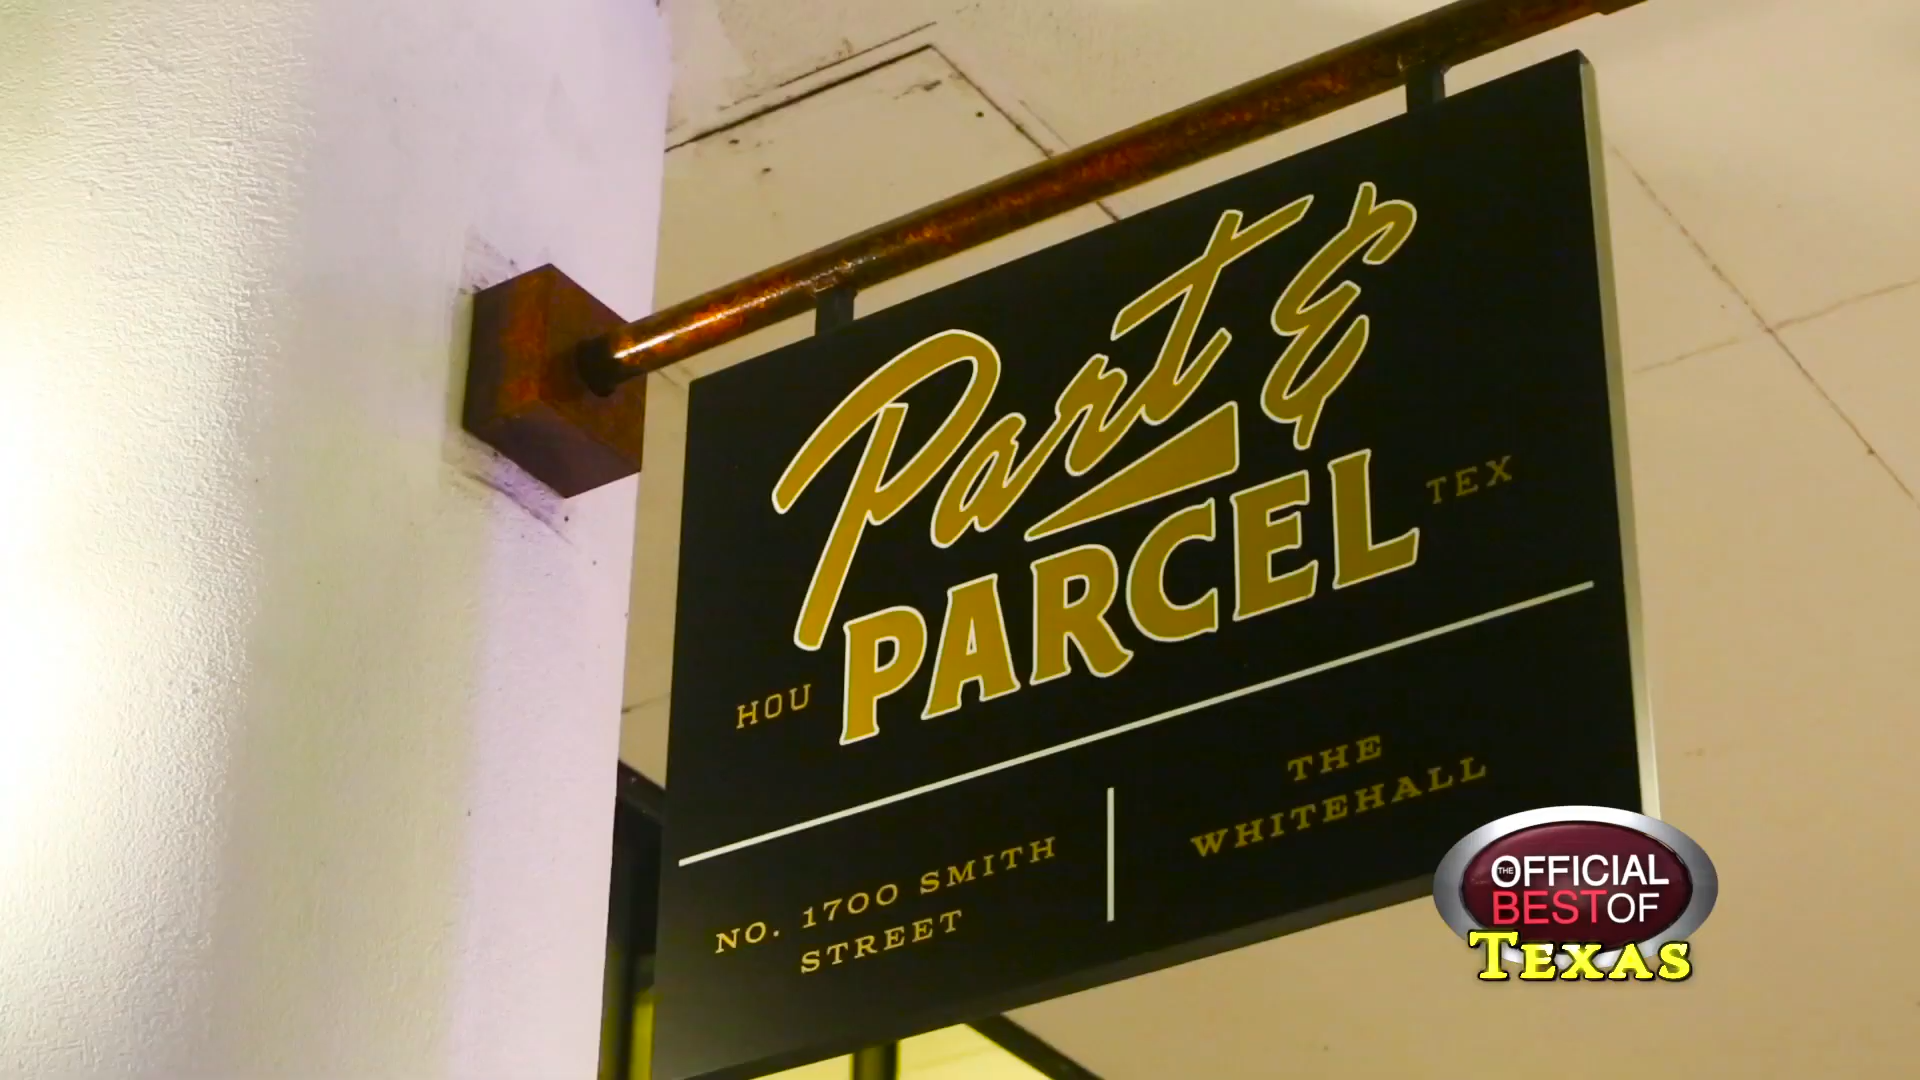 Part &
PARCEL
HOU
TEX
NO. 1700 SMITH
STREET
THE
WHITEHALL
THE OFFICIAL
BEST OF
TEXAS